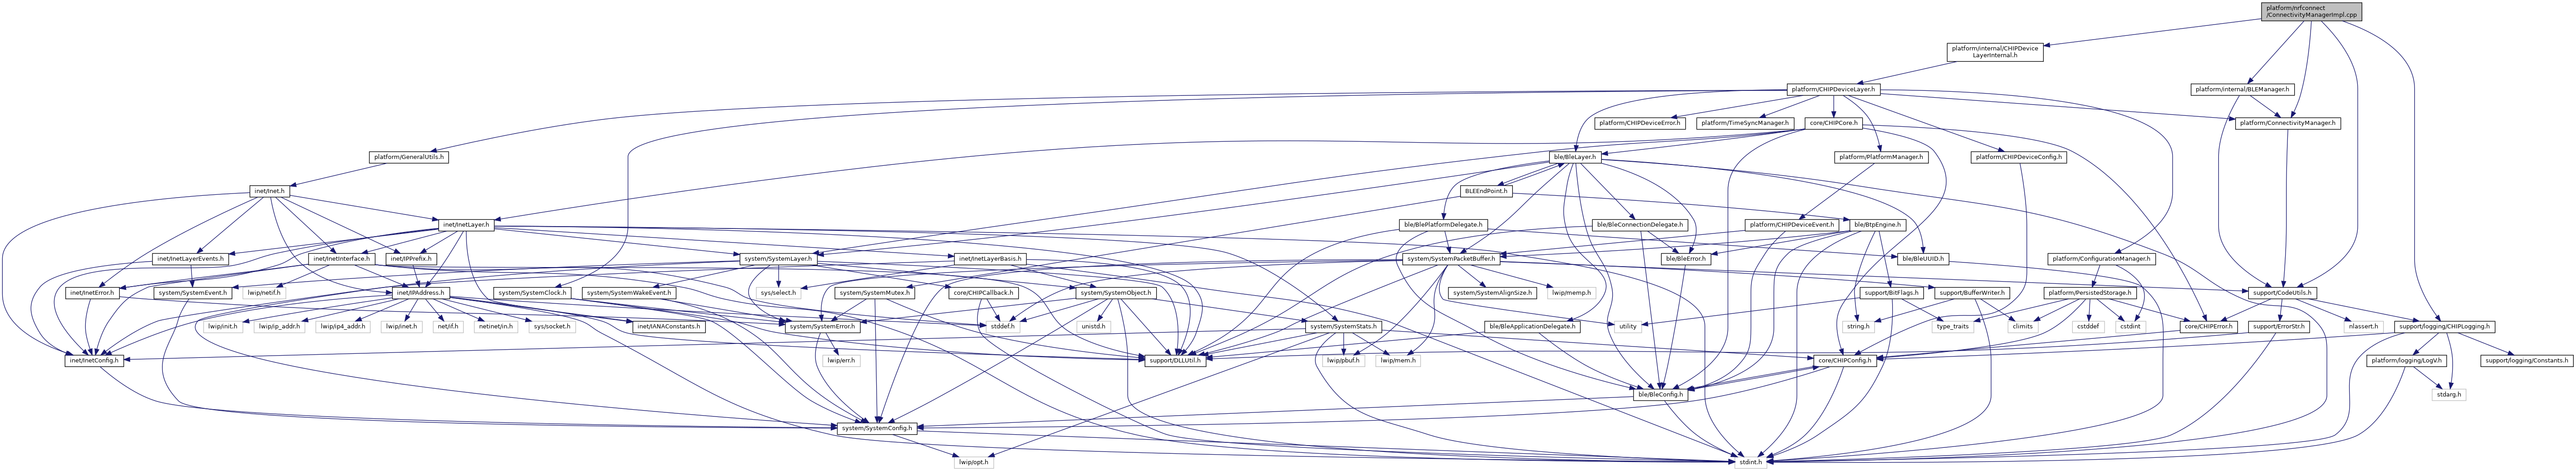 platform/nrfconnect
/ConnectivityManagerImpl.cpp
platform/internal/CHIPDevice
LayerInternal.h
platform/CHIPDeviceLayer.h
platform/internal/BLEManager.h
platform/CHIPDeviceError.h
platform/TimeSyncManager.h
core/CHIPCore.h
platform/ConnectivityManager.h
platform/GeneralUtils.h
ble/BleLayer.h
platform/PlatformManager.h
platform/CHIPDeviceConfig.h
inet/Inet.h
BLEEndPoint.h
inet/InetLayer.h
ble/BlePlatformDelegate.h
ble/BleConnectionDelegate.h
platform/CHIPDeviceEvent.h
ble/BtpEngine.h
inet/InetLayerEvents.h
inet/InetInterface.h
inet/IPPrefix.h
system/SystemLayer.h
inet/InetLayerBasis.h
system/SystemPacketBuffer.h
ble/BleError.h
ble/BleUUID.h
platform/ConfigurationManager.h
inet/InetError.h
system/SystemEvent.h
lwip/netif.h
inet/IPAddress.h
system/SystemClock.h
system/SystemWakeEvent.h
sys/select.h
system/SystemMutex.h
core/CHIPCallback.h
system/SystemObject.h
system/SystemAlignSize.h
lwip/memp.h
support/BitFlags.h
support/BufferWriter.h
platform/PersistedStorage.h
support/CodeUtils.h
lwip/init.h
lwip/ip_addr.h
lwip/ip4_addr.h
lwip/inet.h
net/if.h
netinet/in.h
sys/socket.h
inet/IANAConstants.h
system/SystemError.h
stddef.h
unistd.h
system/SystemStats.h
ble/BleApplicationDelegate.h
utility
string.h
type_traits
climits
cstddef
cstdint
core/CHIPError.h
support/ErrorStr.h
nlassert.h
support/logging/CHIPLogging.h
inet/InetConfig.h
lwip/err.h
support/DLLUtil.h
lwip/pbuf.h
lwip/mem.h
core/CHIPConfig.h
platform/logging/LogV.h
support/logging/Constants.h
ble/BleConfig.h
stdarg.h
system/SystemConfig.h
lwip/opt.h
stdint.h